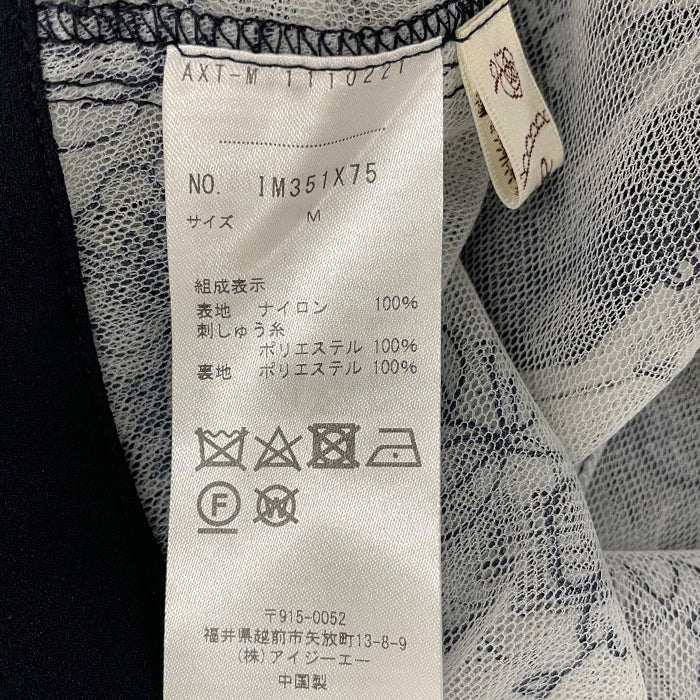 AXT-M 1110221
NO. IM351X75
サイズ M
組成表示
表地 ナイロン 100%
刺しゅう糸
ポリエステル 100%
裏地 ポリエステル 100%
F
W
〒915-0052
福井県越前市矢放町13-8-9
(株)アイジーエー
中国製